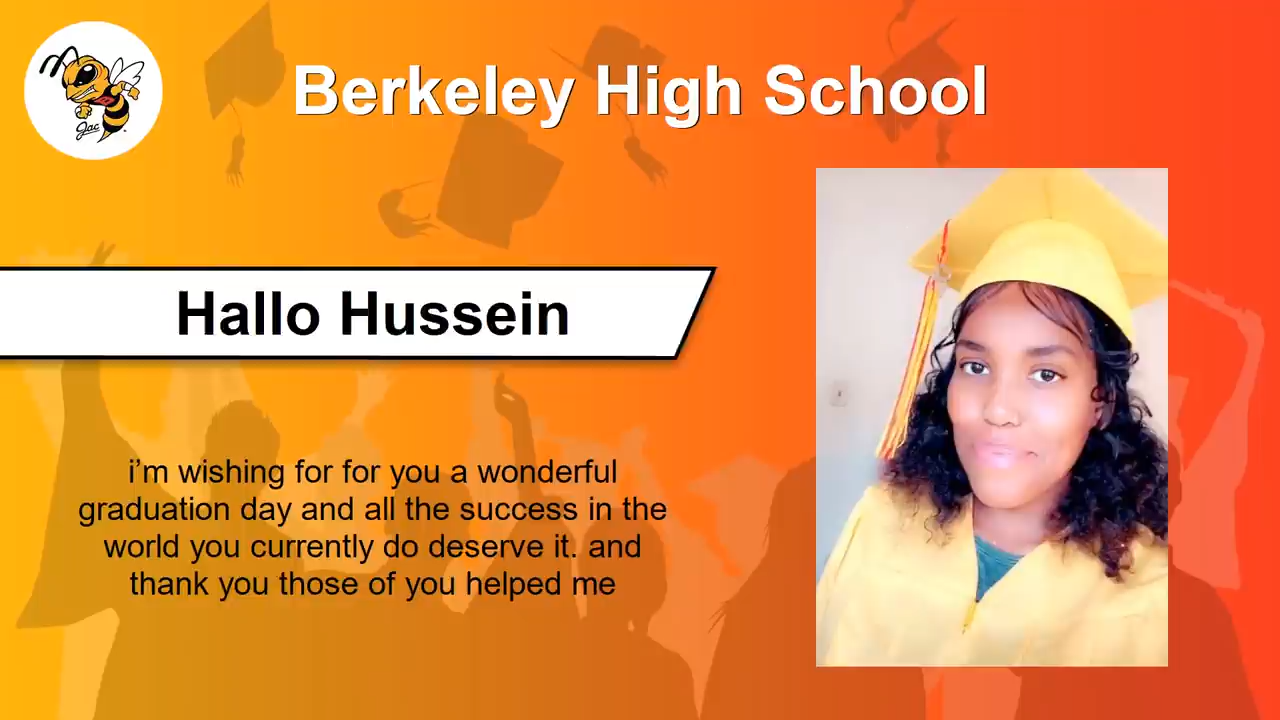 Jac
Berkeley High School
Hallo Hussein
i'm wishing for for you a wonderful
graduation day and all the success in the
world you currently do deserve it. and
thank you those of you helped me